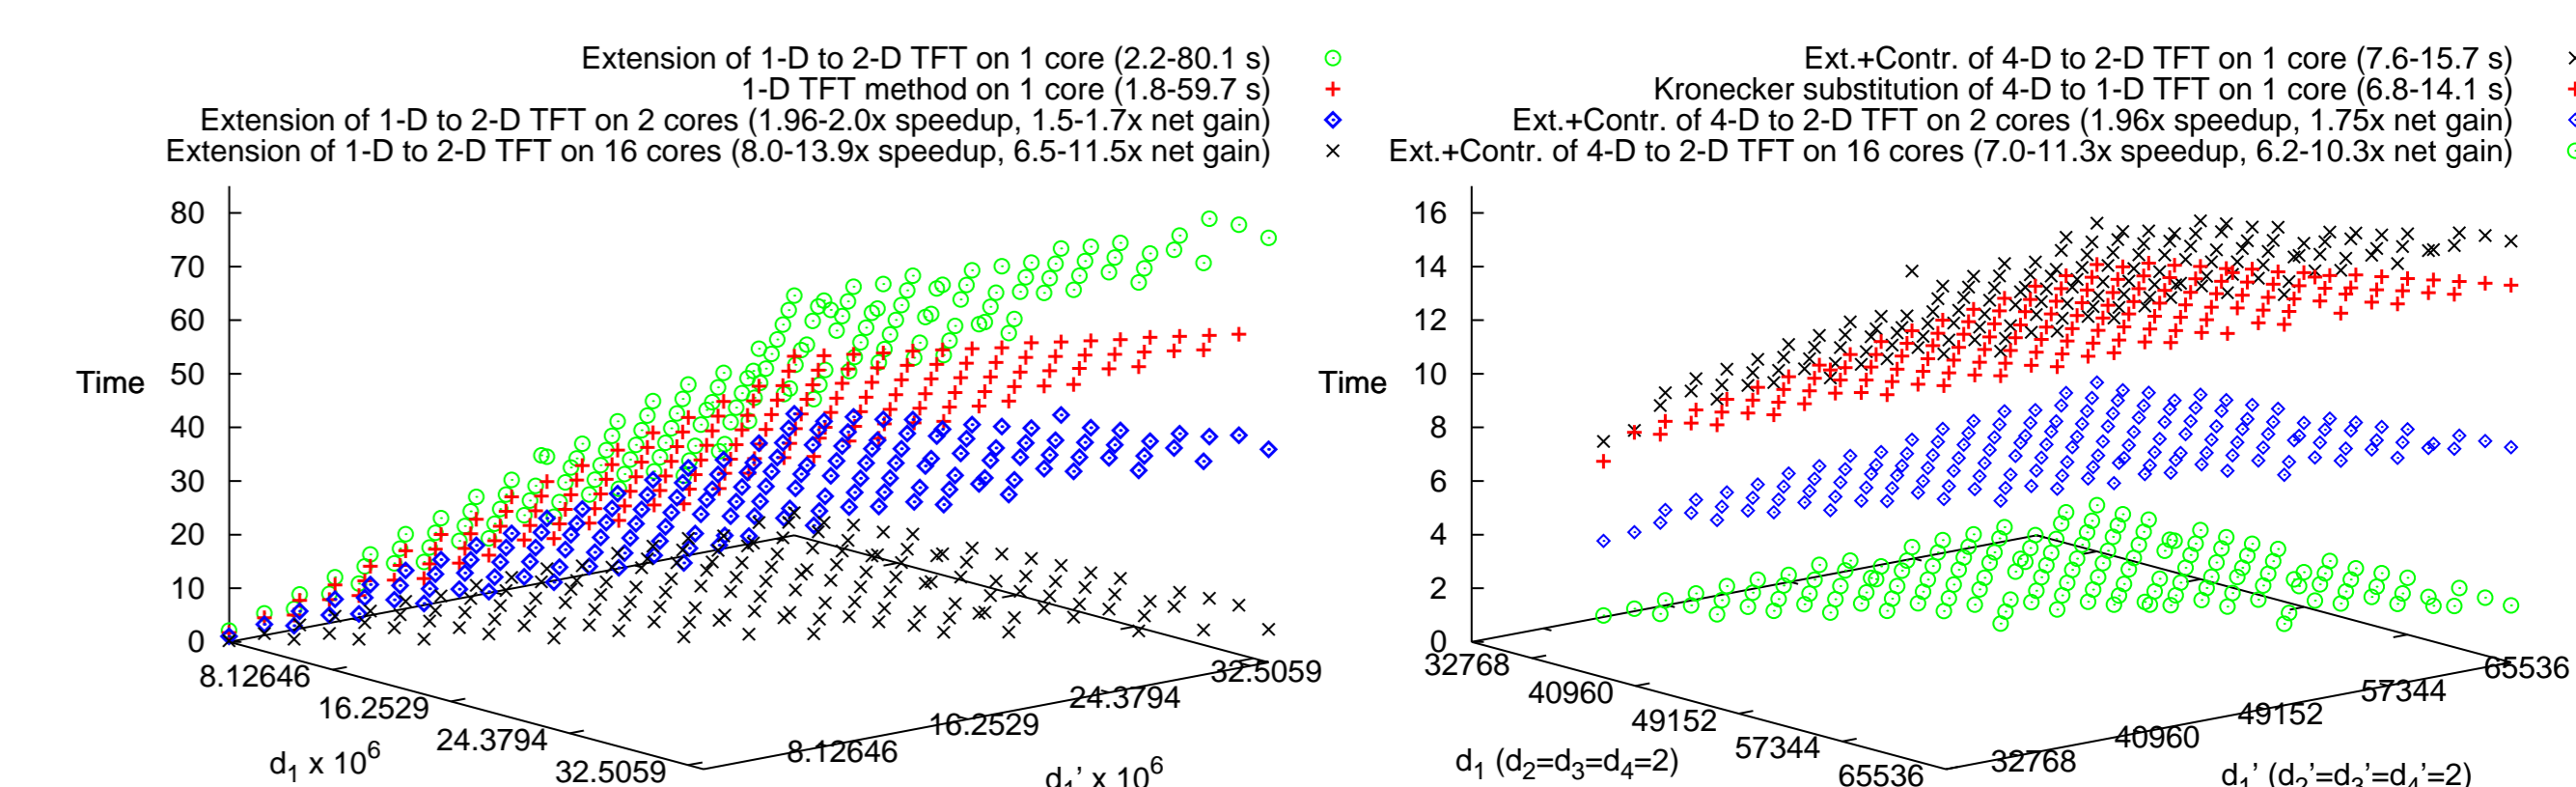 Extension of 1-D to 2-D TFT on 1 core (2.2-80.1 s)
1-D TFT method on 1 core (1.8-59.7 s)
Extension of 1-D to 2-D TFT on 2 cores (1.96-2.0x speedup, 1.5-1.7x net gain)
Extension of 1-D to 2-D TFT on 16 cores (8.0-13.9x speedup, 6.5-11.5x net gain)
80
70
60
50
40
30
20
10
0
Time
8.12646
16.2529
24.3794
32.5059
d1 x 10^6
8.12646
16.2529
24.3794
32.5059
d1' x 10^6
Ext.+Contr. of 4-D to 2-D TFT on 1 core (7.6-15.7 s)
Kronecker substitution of 4-D to 1-D TFT on 1 core (6.8-14.1 s)
Ext.+Contr. of 4-D to 2-D TFT on 2 cores (1.96x speedup, 1.75x net gain)
Ext.+Contr. of 4-D to 2-D TFT on 16 cores (7.0-11.3x speedup, 6.2-10.3x net gain)
16
14
12
10
8
6
4
2
0
Time
32768
40960
49152
57344
65536
d1 (d2=d3=d4=2)
32768
40960
49152
57344
65536
d1' (d2'=d3'=d4'=2)